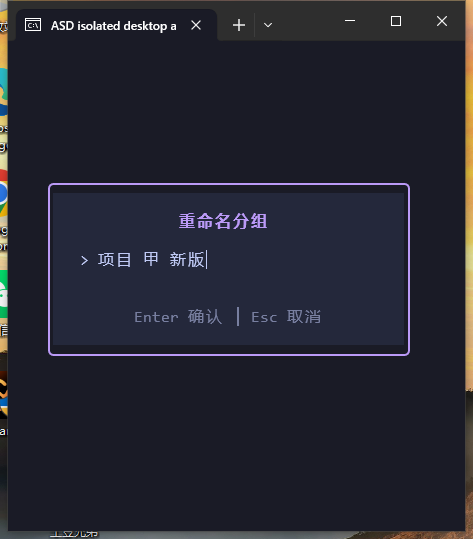 ASD isolated desktop a
重命名分组
> 项目 甲 新版
Enter 确认 | Esc 取消